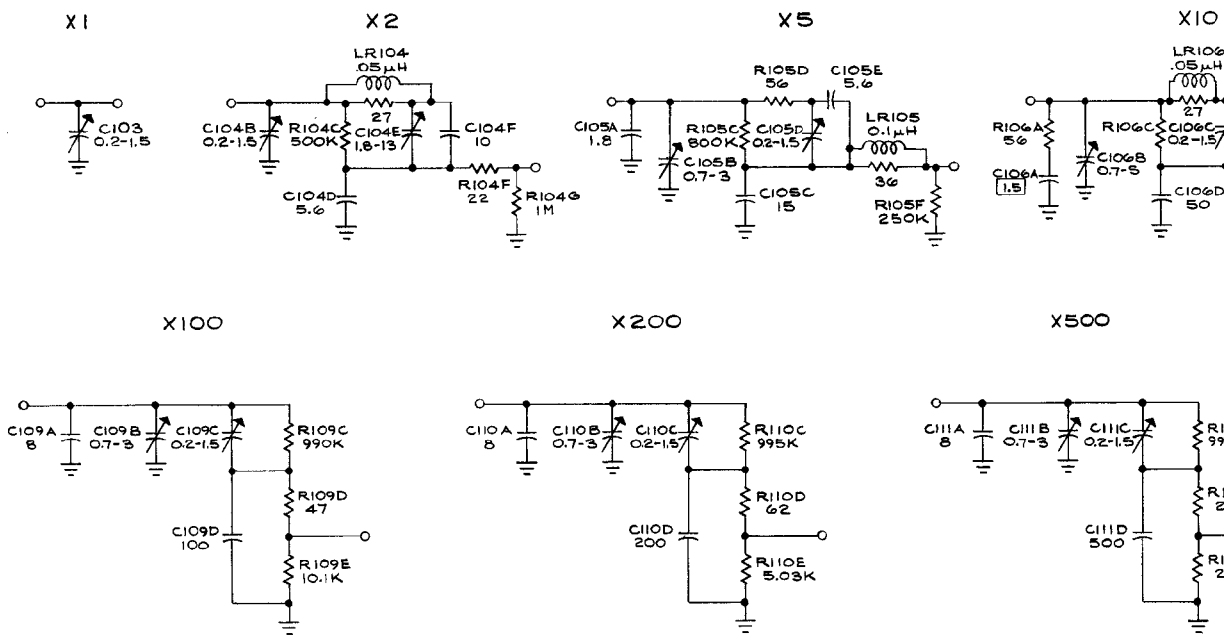 X1
X2
X5
X10
LR104
.05µH
27
C103
0.2-1.5
C104B
0.2-1.5
R104C
500K
C104E
1.8-13
C104F
10
C104D
5.6
R104F
22
R104G
1M
R105D
56
C105E
5.6
C105A
1.8
R105C
800K
C105D
0.2-1.5
LR105
0.1µH
36
C105B
0.7-3
C105C
15
R105F
250K
LR106
.05µH
27
R106A
56
R106C
C106C
0.2-1.5
C106B
0.7-5
C106A
1.5
C106D
50
X100
X200
X500
C109A
8
C109B
0.7-3
C109C
0.2-1.5
R109C
990K
R109D
47
C109D
100
R109E
10.1K
C110A
8
C110B
0.7-3
C110C
0.2-1.5
R110C
995K
R110D
62
C110D
200
R110E
5.03K
C111A
8
C111B
0.7-3
C111C
0.2-1.5
R1
99
R1
2
C111D
500
R1
2